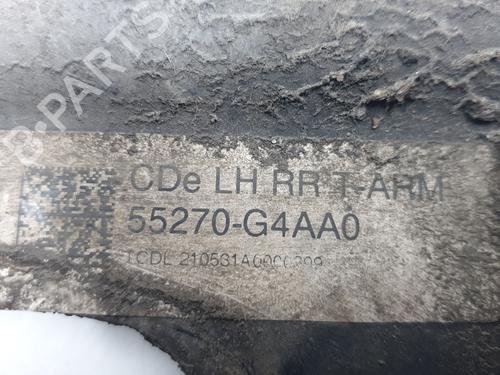 B-PARTS
CDe LH RR T-ARM
55270-G4AA0